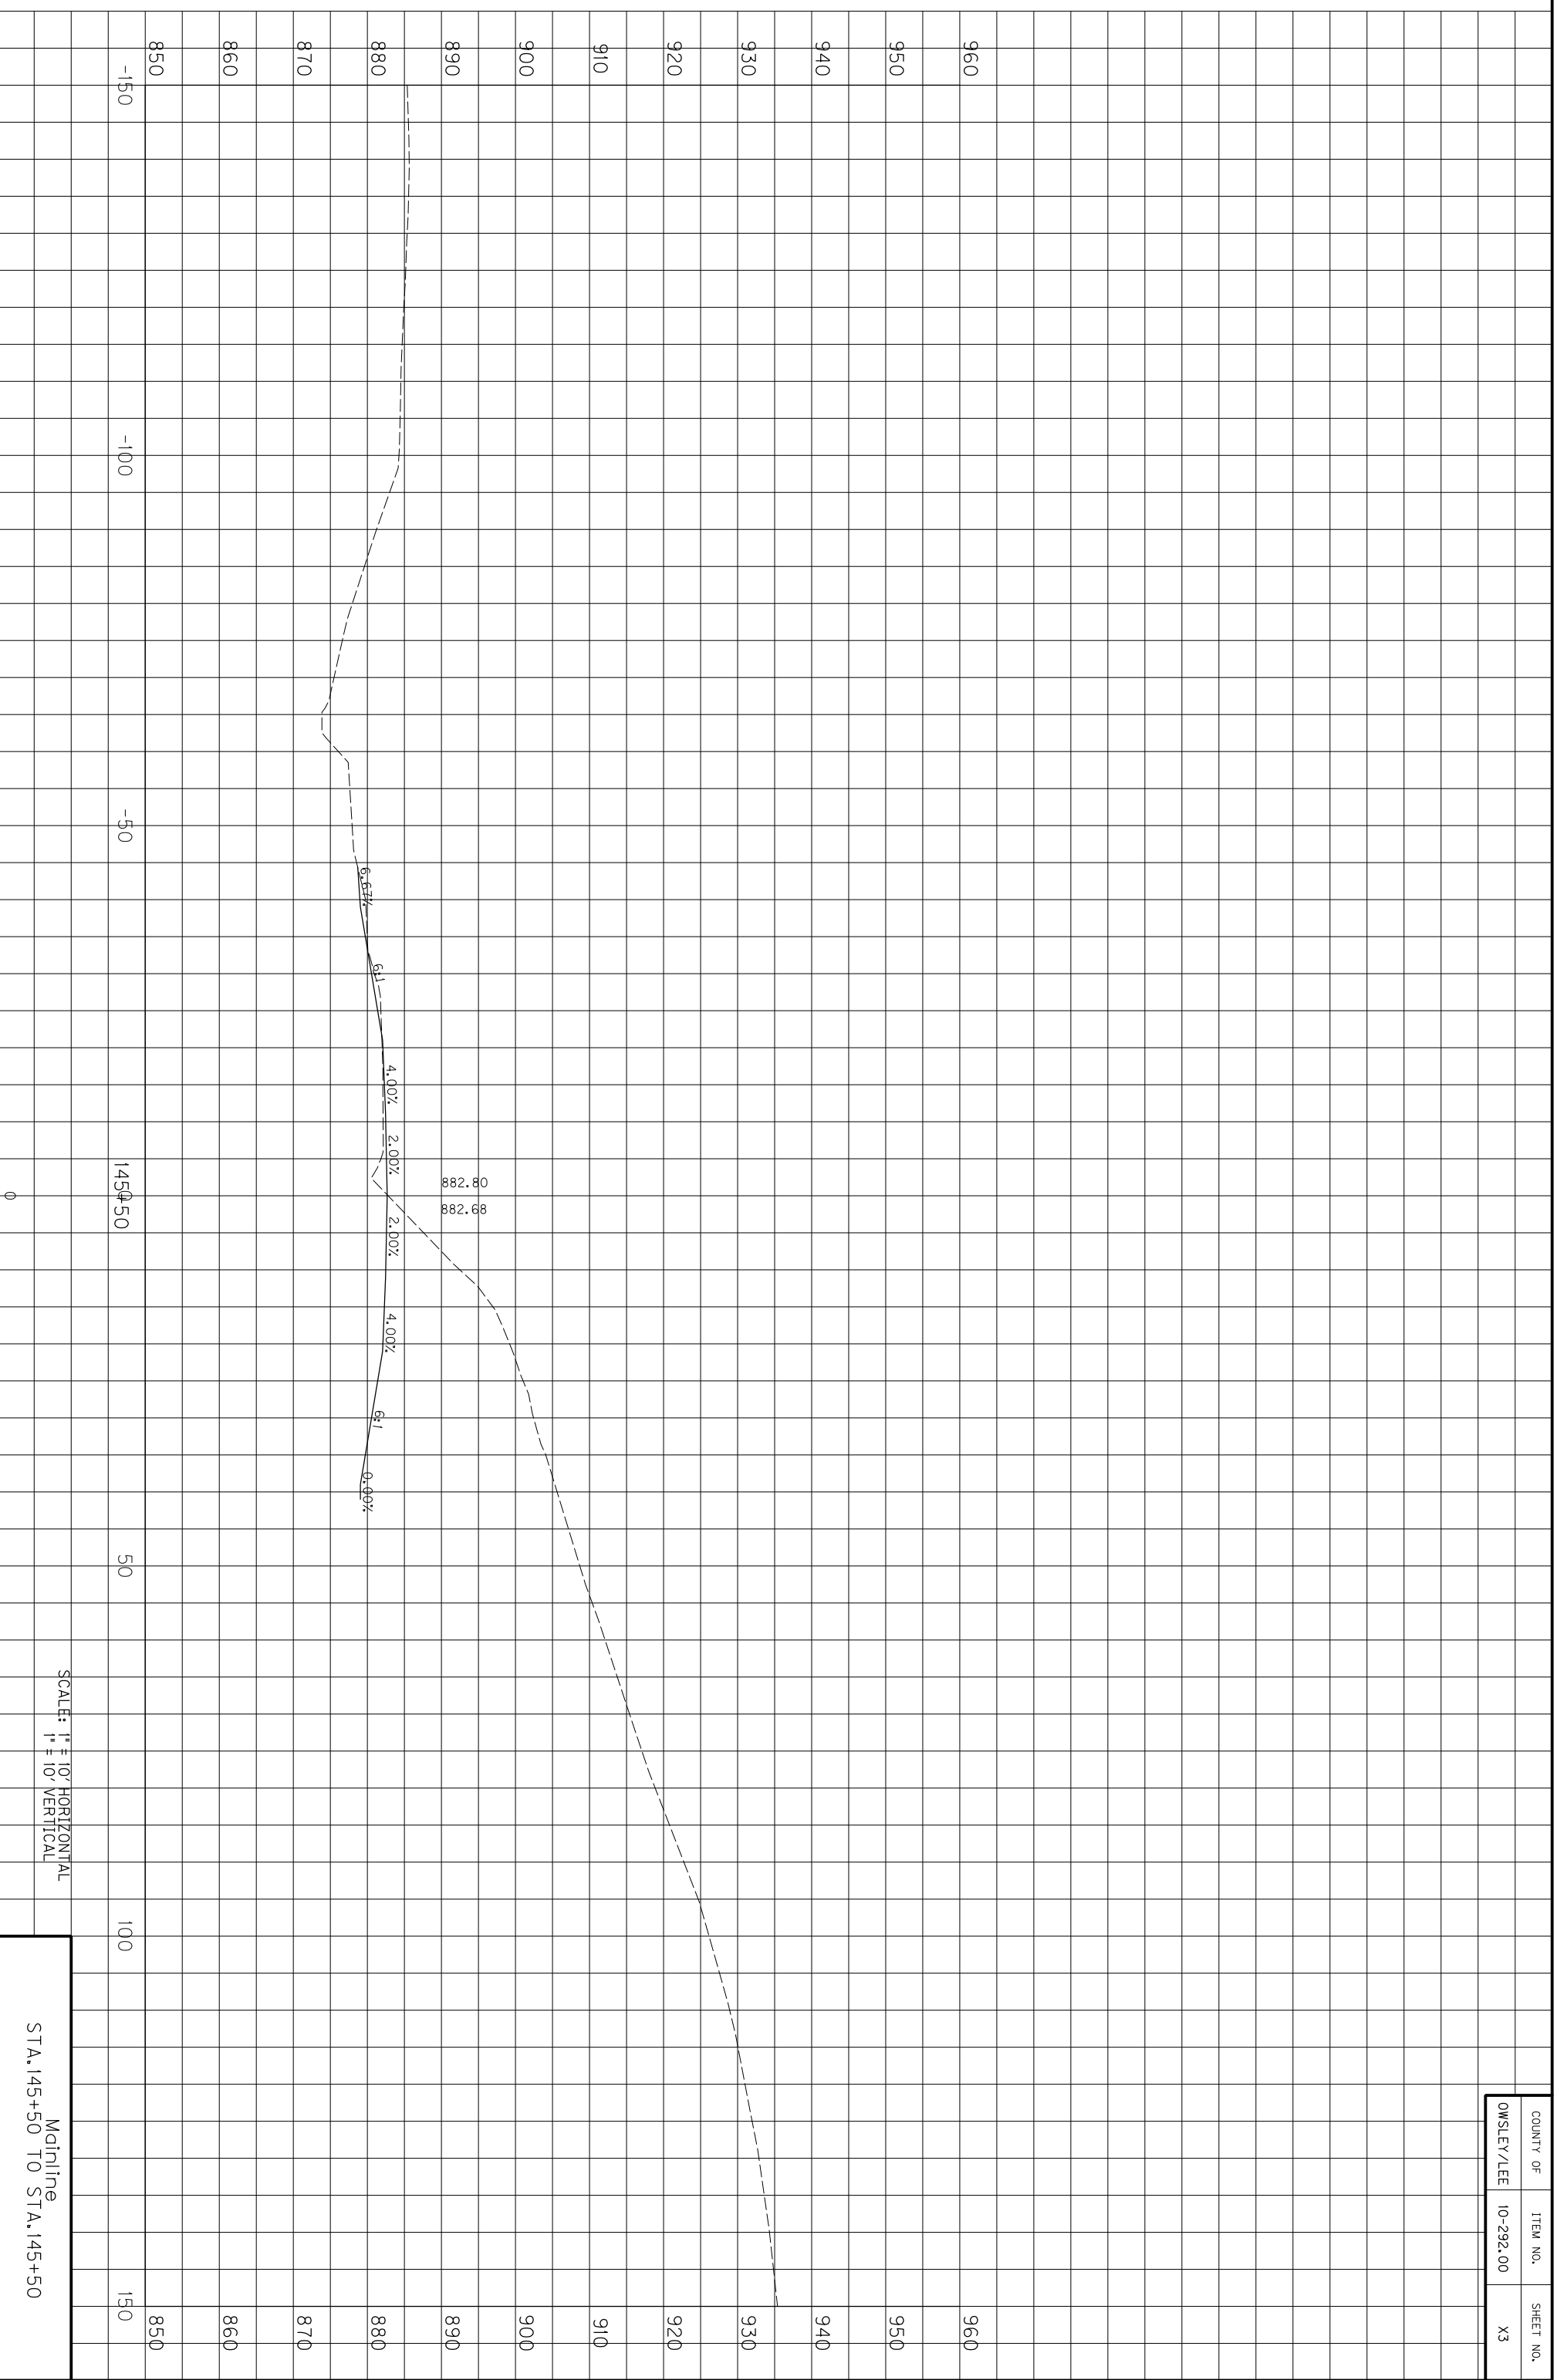 COUNTY OF ITEM NO. SHEET NO.
OWSLEY/LEE 10-292.00 X3
960 960
950 950
940 940
930 930
920 920
910 910
900 900
890 882.80 890
882.68
4.00% 2.00% 2.00% 4.00%
880 6:1 6:1 880
6.67% 0.00%
870 870
860 860
850 850
-150 -100 -50 0 50 100 150
145+50
SCALE: 1" = 10' HORIZONTAL
1" = 10' VERTICAL
Mainline
STA. 145+50 TO STA. 145+50
0